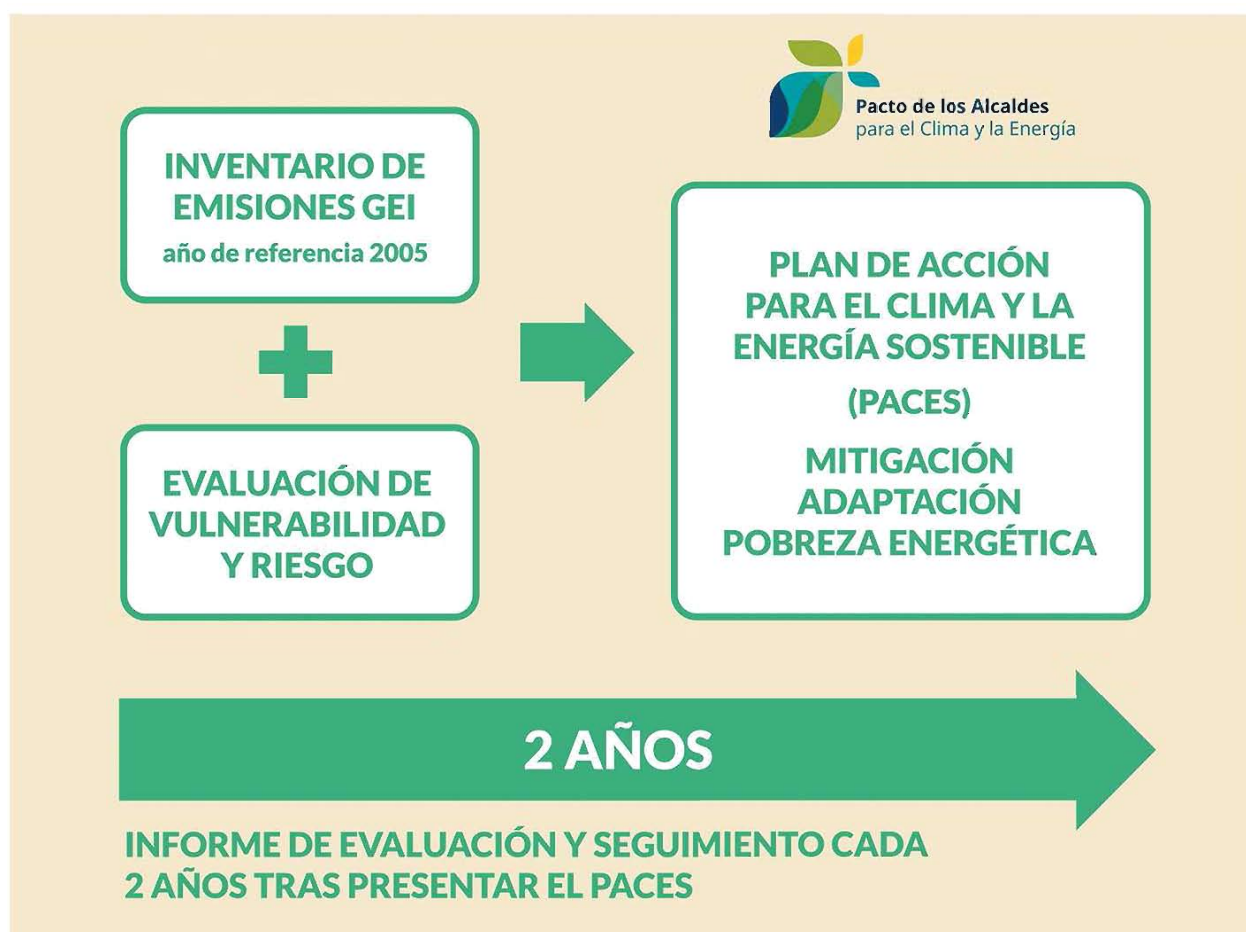 Pacto de los Alcaldes
para el Clima y la Energía
INVENTARIO DE
EMISIONES GEI
año de referencia 2005
EVALUACIÓN DE
VULNERABILIDAD
Y RIESGO
PLAN DE ACCIÓN
PARA EL CLIMA Y LA
ENERGÍA SOSTENIBLE
(PACES)
MITIGACIÓN
ADAPTACIÓN
POBREZA ENERGÉTICA
2 AÑOS
INFORME DE EVALUACIÓN Y SEGUIMIENTO CADA
2 AÑOS TRAS PRESENTAR EL PACES